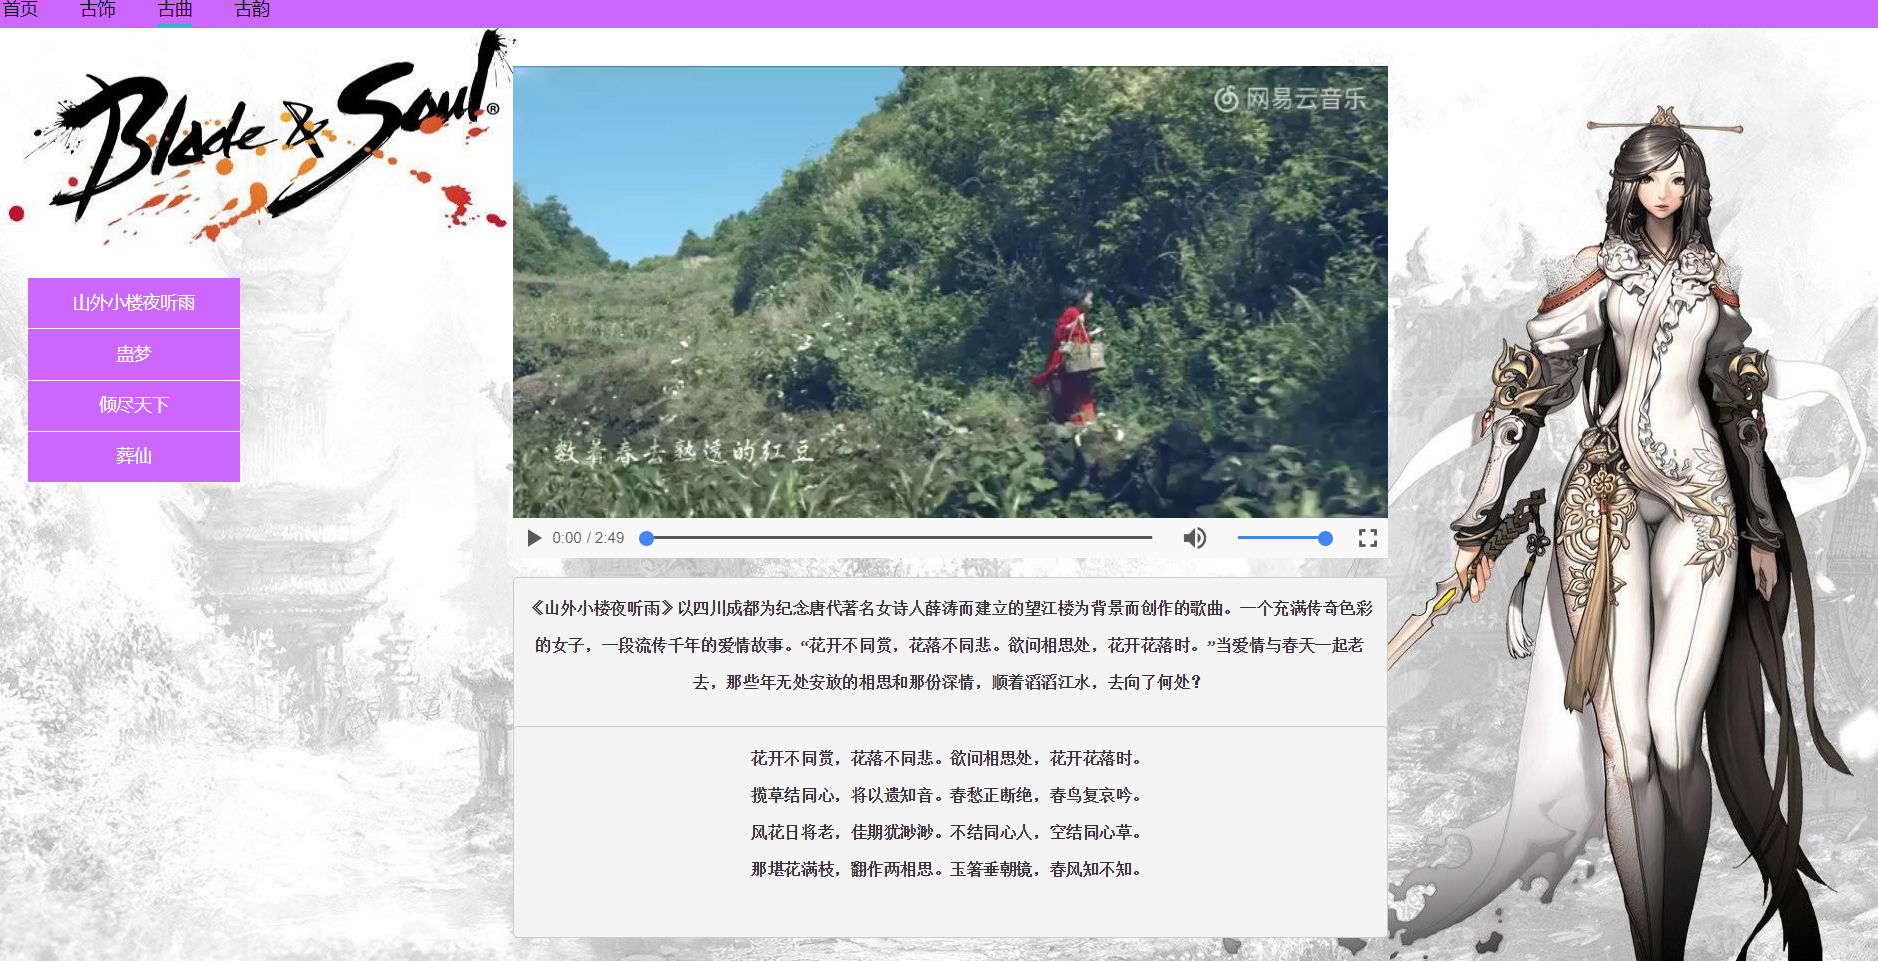 首页 古饰 古曲 古韵
Blade & Soul®
山外小楼夜听雨
蛊梦
倾尽天下
葬仙
网易云音乐
数着春去熟透的红豆
0:00 / 2:49
《山外小楼夜听雨》以四川成都为纪念唐代著名女诗人薛涛而建立的望江楼为背景而创作的歌曲。一个充满传奇色彩
的女子，一段流传千年的爱情故事。“花开不同赏，花落不同悲。欲问相思处，花开花落时。”当爱情与春天一起老
去，那些年无处安放的相思和那份深情，顺着滔滔江水，去向了何处？
花开不同赏，花落不同悲。欲问相思处，花开花落时。
揽草结同心，将以遗知音。春愁正断绝，春鸟复哀吟。
风花日将老，佳期犹渺渺。不结同心人，空结同心草。
那堪花满枝，翻作两相思。玉箸垂朝镜，春风知不知。